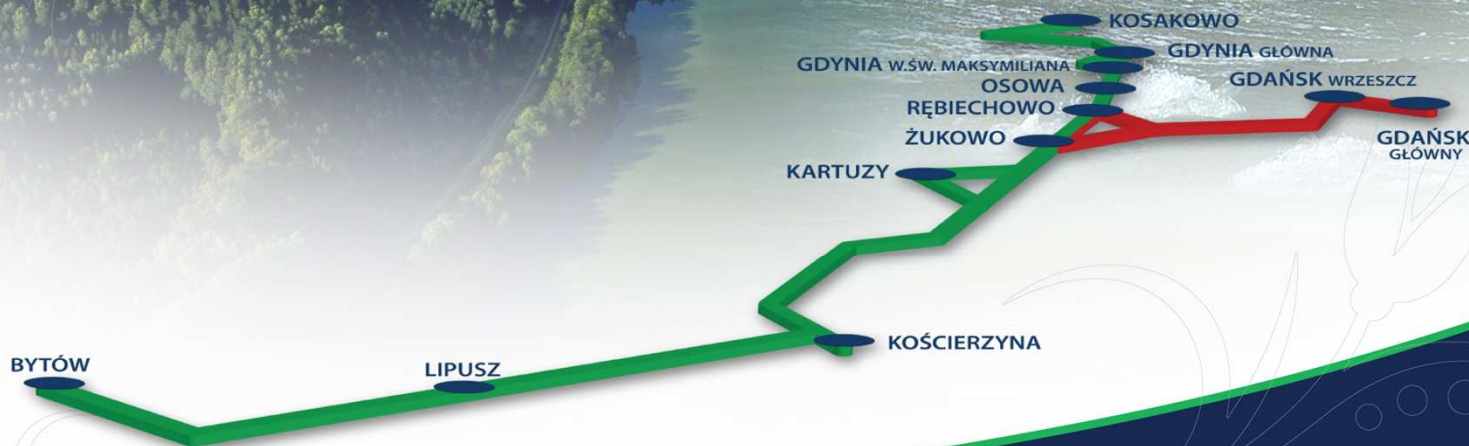 KOSAKOWO
GDYNIA GŁÓWNA
GDYNIA W.ŚW. MAKSYMILIANA
OSOWA
GDAŃSK WRZESZCZ
RĘBIECHOWO
ŻUKOWO
GDAŃSK
GŁÓWNY
KARTUZY
KOŚCIERZYNA
BYTÓW
LIPUSZ